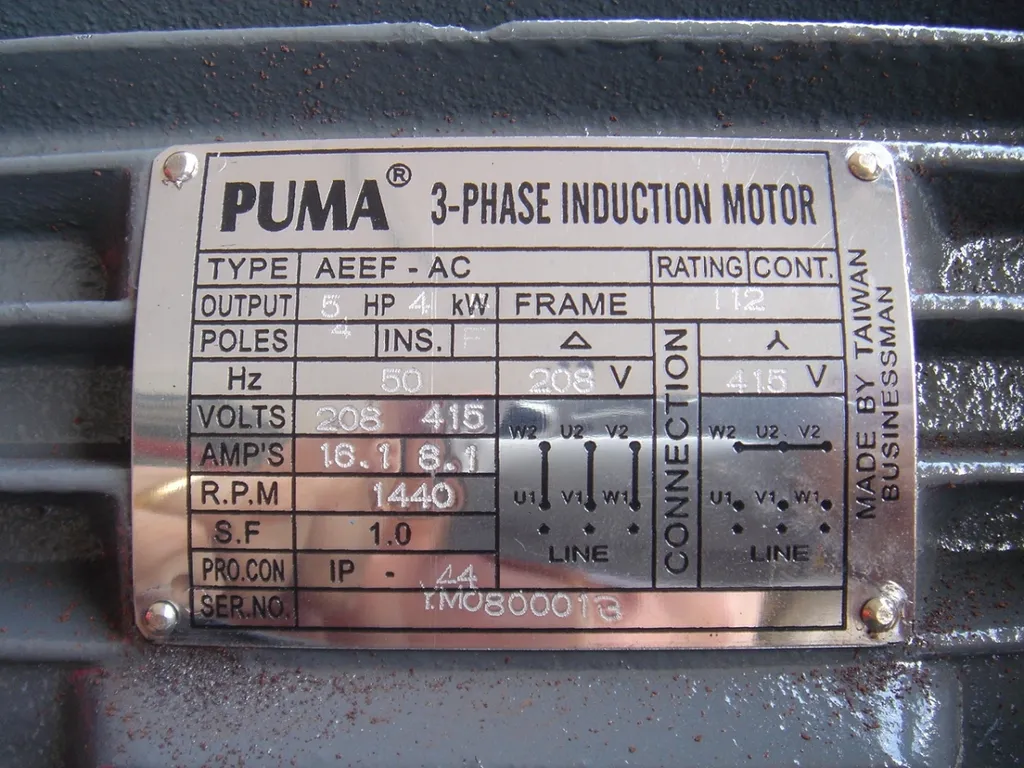 PUMA® 3-PHASE INDUCTION MOTOR
TYPE AEEF - AC RATING CONT.
OUTPUT 5 HP 4 kW FRAME 112
POLES 4 INS. F △ 人
Hz 50 208 V 415 V
VOLTS 208 415
AMP'S 16.1 8.1
R.P.M 1440
S.F 1.0
PRO.CON IP - 44
SER.NO. YM0800013
CONNECTION
W2 U2 V2
U1 V1 W1
LINE
W2 U2 V2
U1 V1 W1
LINE
MADE BY TAIWAN
BUSINESSMAN